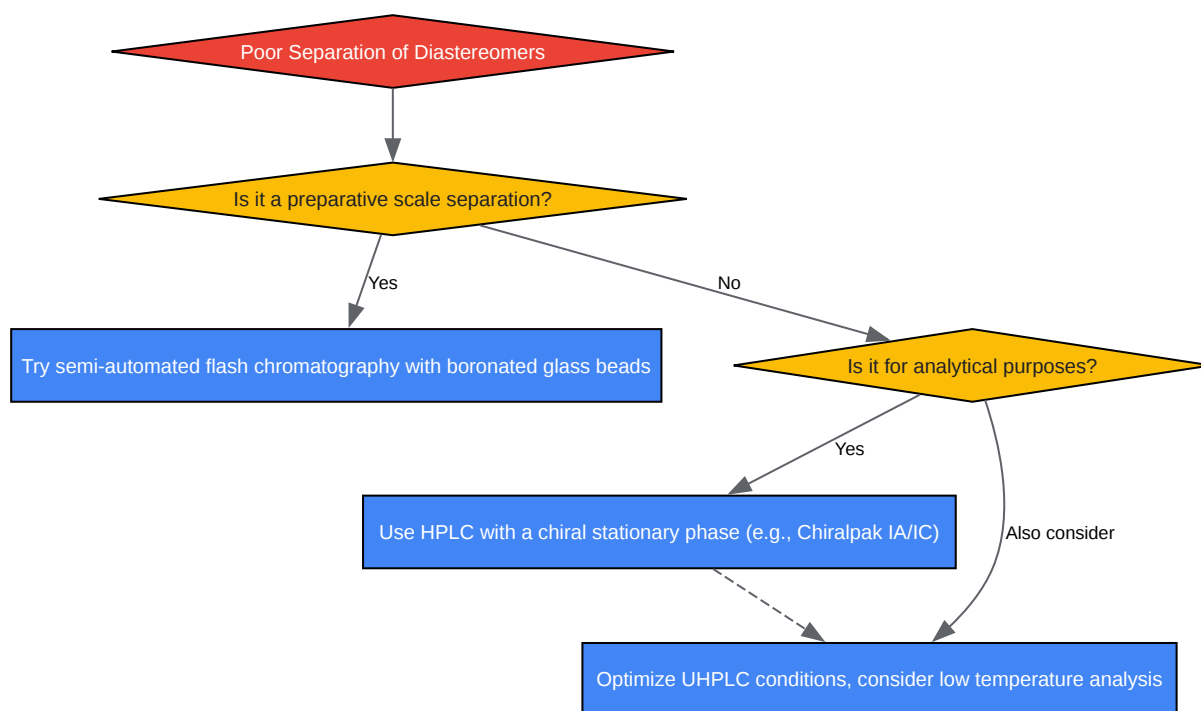 Poor Separation of Diastereomers
Is it a preparative scale separation?
Yes
No
Try semi-automated flash chromatography with boronated glass beads
Is it for analytical purposes?
Yes
Use HPLC with a chiral stationary phase (e.g., Chiralpak IA/IC)
Also consider
Optimize UHPLC conditions, consider low temperature analysis